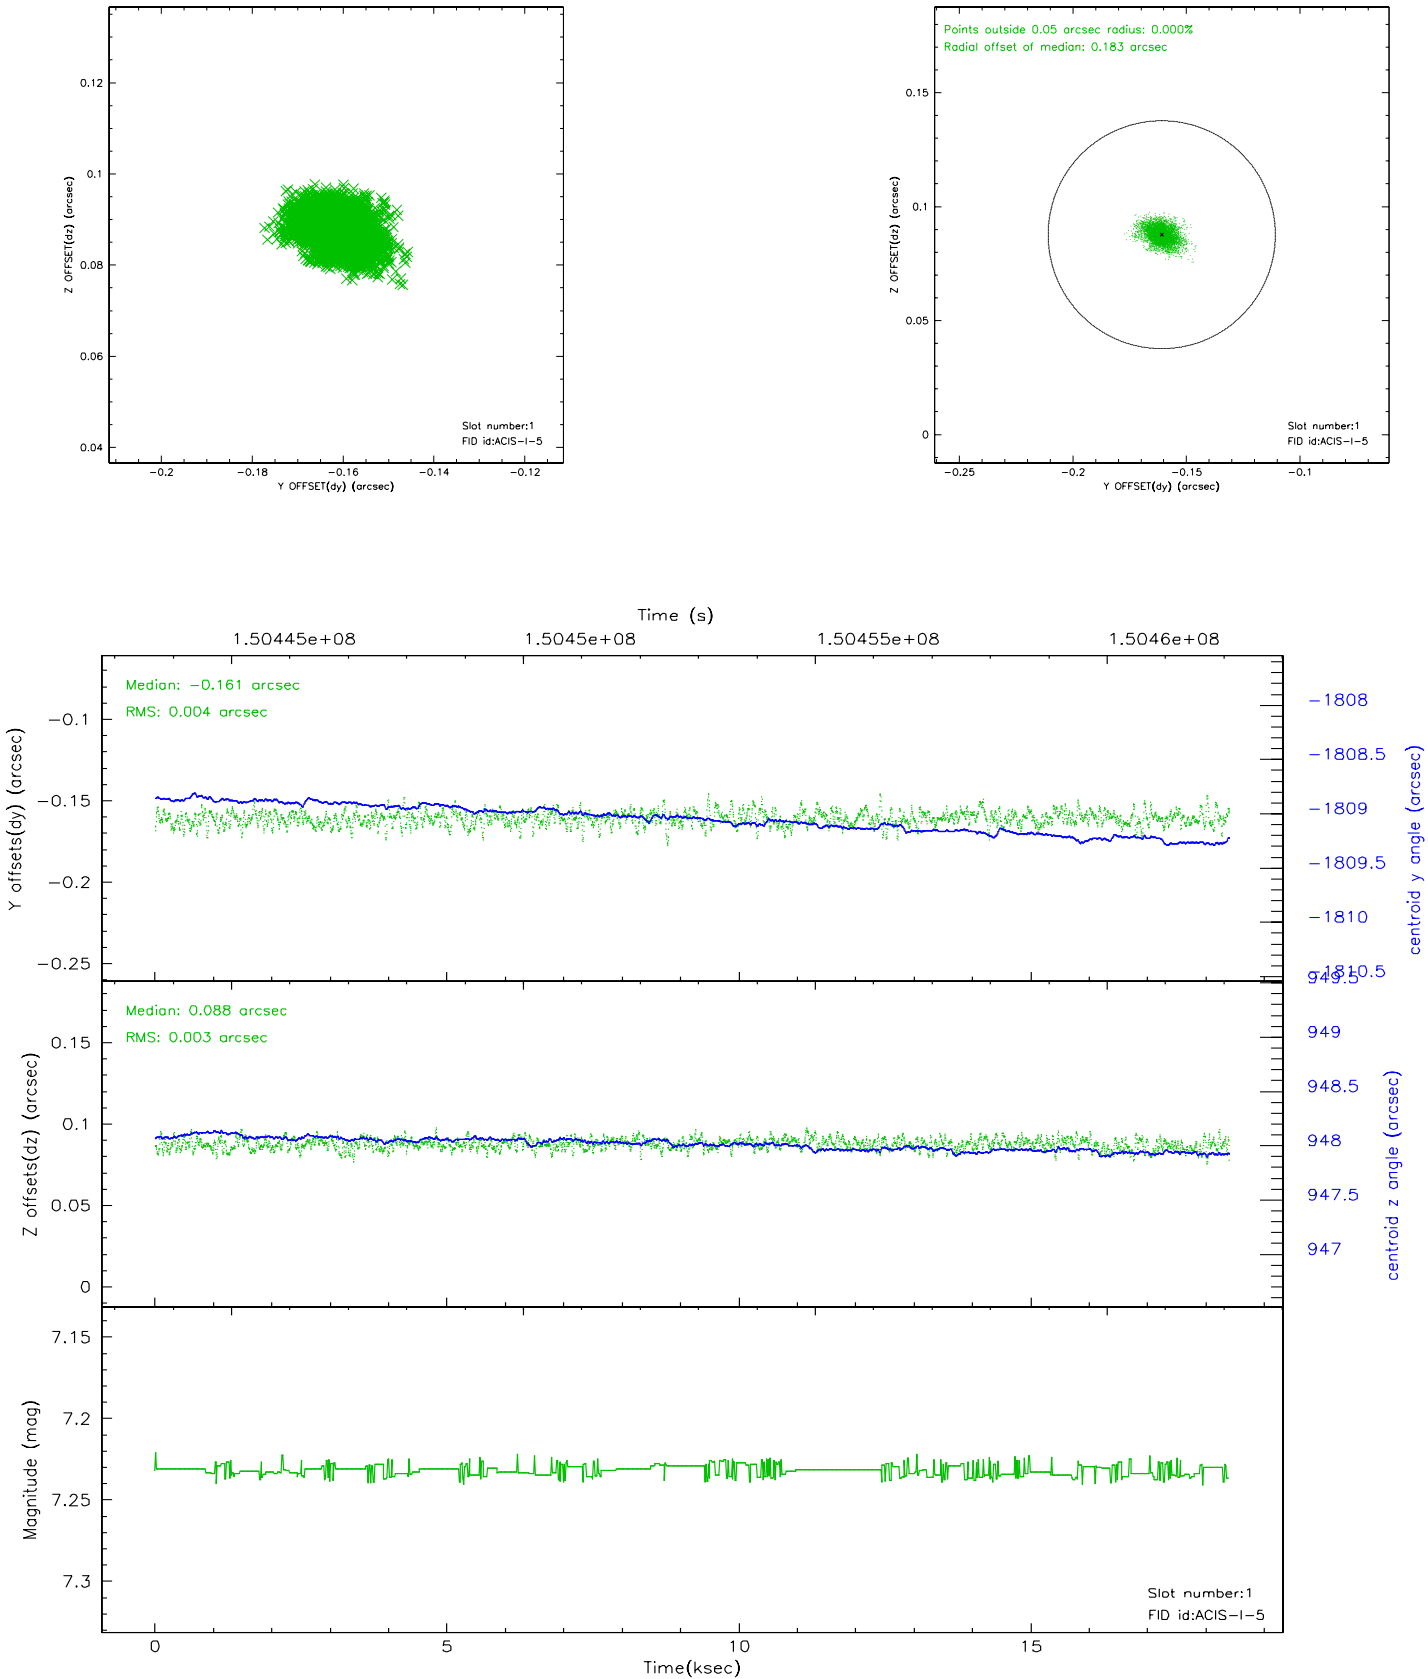 0.12
0.1
0.08
0.06
0.04
Z OFFSET(dz) (arcsec)
Slot number:1
FID id:ACIS-I-5
-0.2
-0.18
-0.16
-0.14
-0.12
Y OFFSET(dy) (arcsec)
Points outside 0.05 arcsec radius: 0.000%
Radial offset of median: 0.183 arcsec
0.15
0.1
0.05
0
Z OFFSET(dz) (arcsec)
Slot number:1
FID id:ACIS-I-5
-0.25
-0.2
-0.15
-0.1
Y OFFSET(dy) (arcsec)
Time (s)
1.50445e+08
1.5045e+08
1.50455e+08
1.5046e+08
Median: -0.161 arcsec
RMS: 0.004 arcsec
-0.1
-0.15
-0.2
-0.25
Y offsets(dy) (arcsec)
-1808
-1808.5
-1809
-1809.5
-1810
-1810.5
centroid y angle (arcsec)
Median: 0.088 arcsec
RMS: 0.003 arcsec
0.15
0.1
0.05
0
Z offsets(dz) (arcsec)
949.5
949
948.5
948
947.5
947
centroid z angle (arcsec)
7.15
7.2
7.25
7.3
Magnitude (mag)
Slot number:1
FID id:ACIS-I-5
0
5
10
15
Time(ksec)